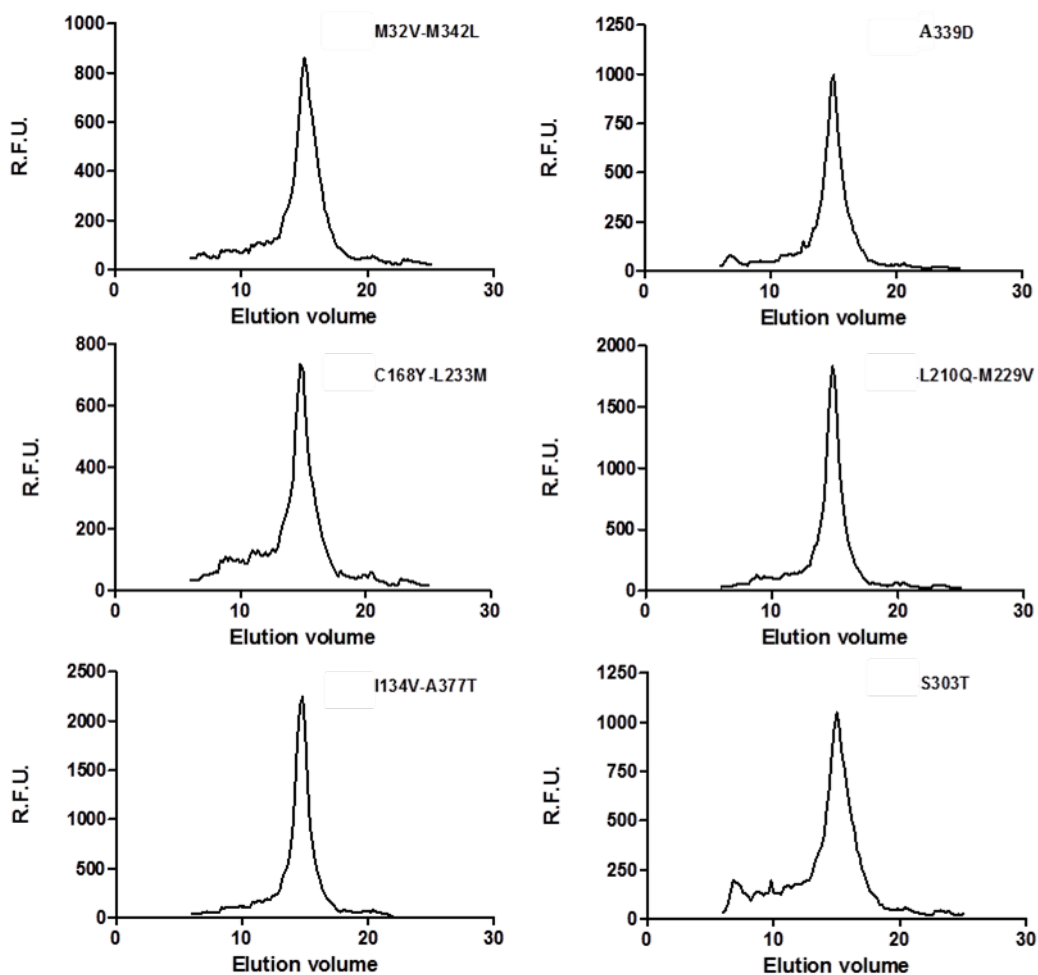 M32V-M342L
R.F.U.
1000
800
600
400
200
0
0 10 20 30
Elution volume
A339D
R.F.U.
1250
1000
750
500
250
0
0 10 20 30
Elution volume
C168Y-L233M
R.F.U.
800
600
400
200
0
0 10 20 30
Elution volume
-L210Q-M229V
R.F.U.
2000
1500
1000
500
0
0 10 20 30
Elution volume
I134V-A377T
R.F.U.
2500
2000
1500
1000
500
0
0 10 20 30
Elution volume
S303T
R.F.U.
1250
1000
750
500
250
0
0 10 20 30
Elution volume